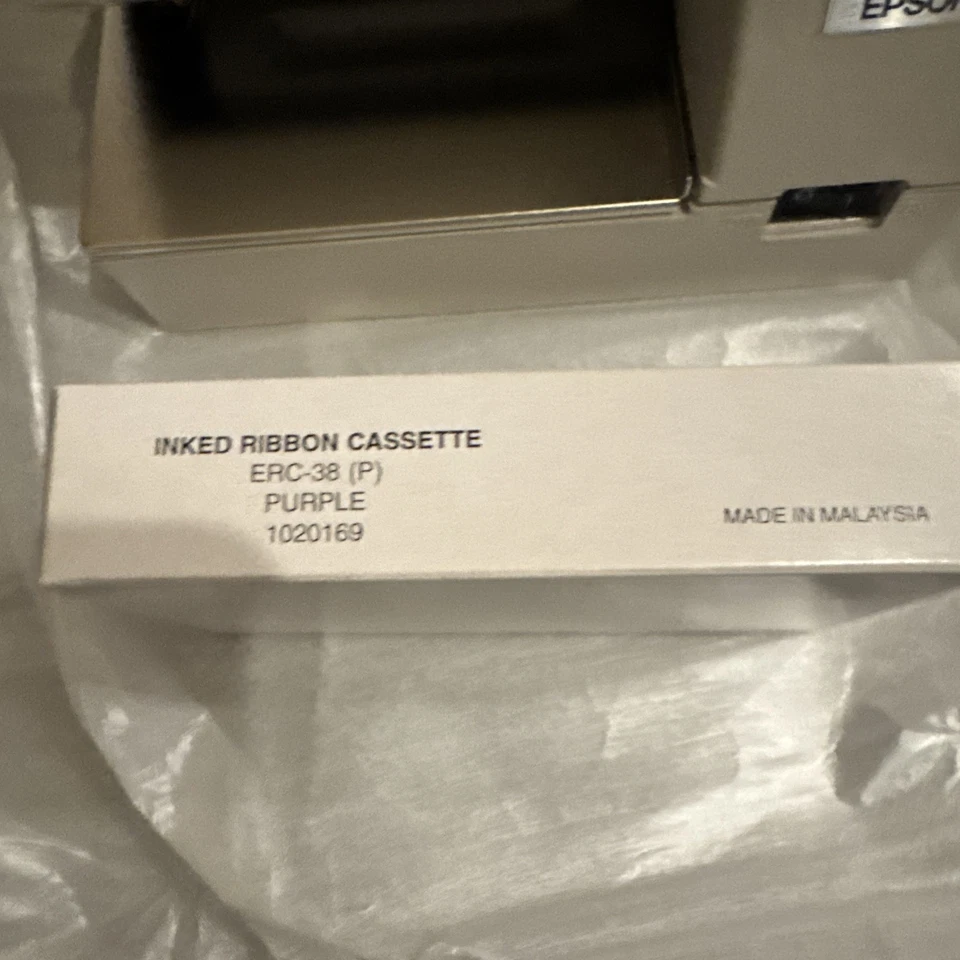 EPSON
INKED RIBBON CASSETTE
ERC-38 (P)
PURPLE
1020169
MADE IN MALAYSIA